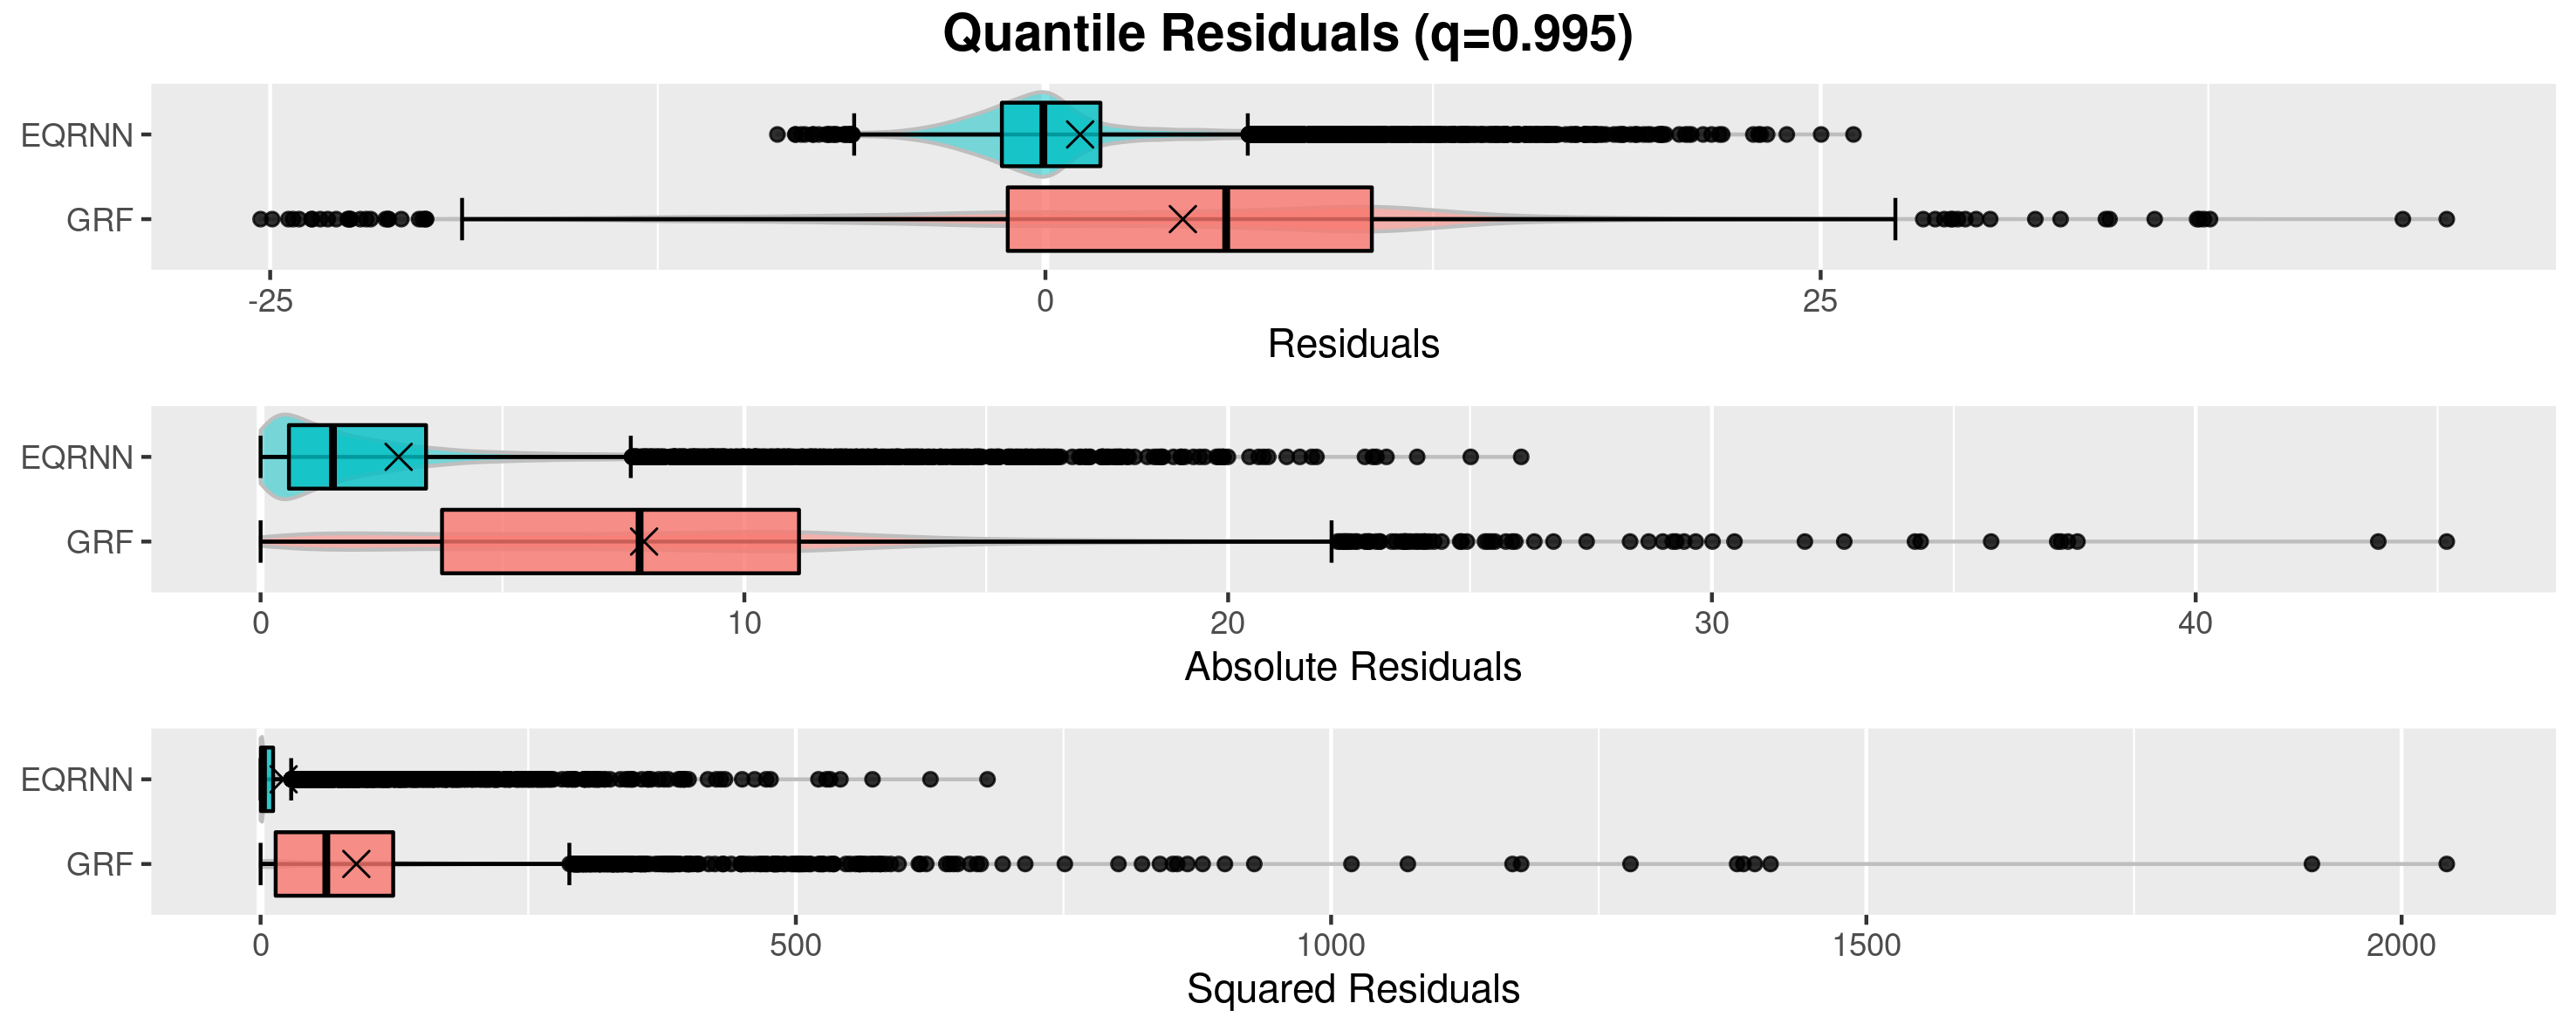 Quantile Residuals (q=0.995)
EQRNN
GRF
-25 0 25
Residuals
EQRNN
GRF
0 10 20 30 40
Absolute Residuals
EQRNN
GRF
0 500 1000 1500 2000
Squared Residuals